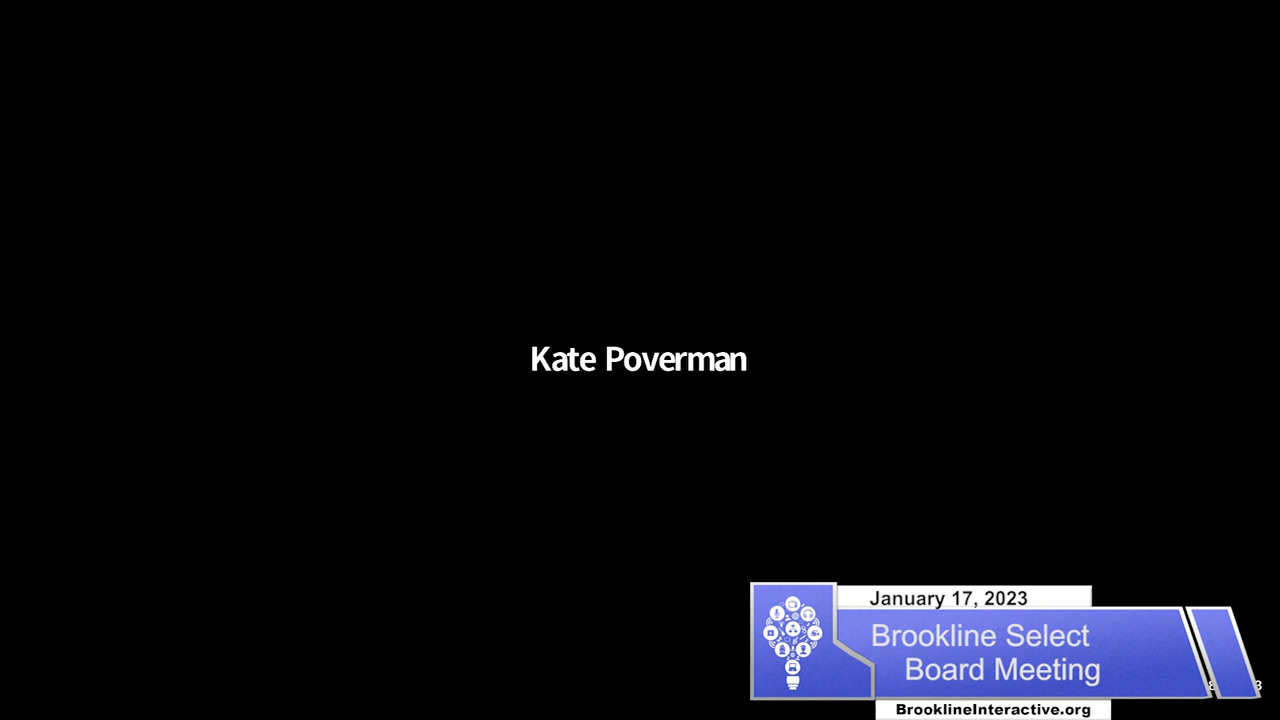 Kate Poverman
January 17, 2023
Brookline Select
Board Meeting
BrooklineInteractive.org